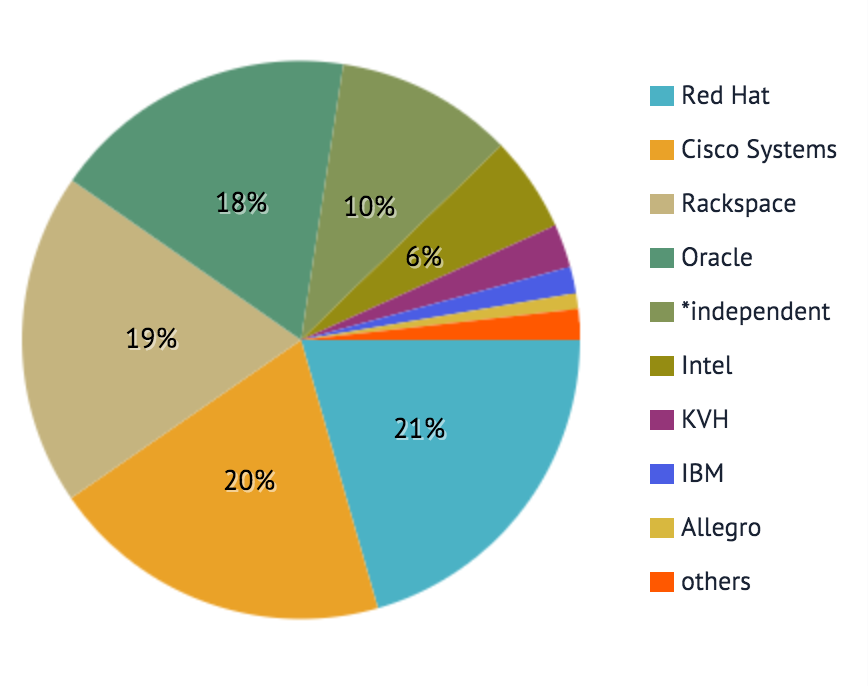 18%
10%
6%
19%
21%
20%
Red Hat
Cisco Systems
Rackspace
Oracle
*independent
Intel
KVH
IBM
Allegro
others